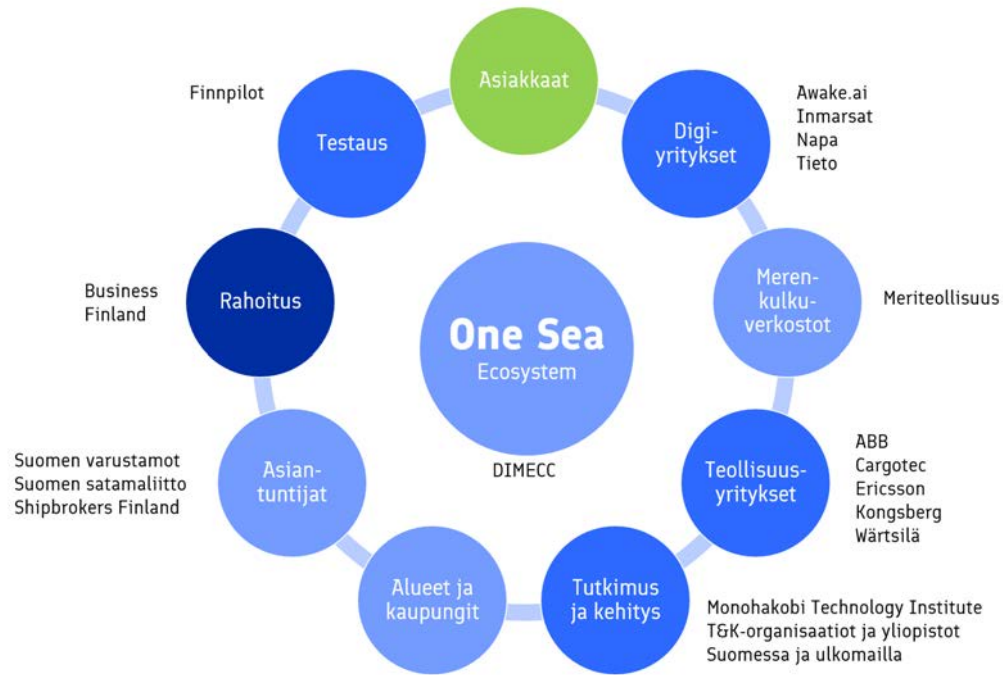 Asiakkaat
Finnpilot
Testaus
Digi-
yritykset
Awake.ai
Inmarsat
Napa
Tieto
Business
Finland
Rahoitus
Meren-
kulku-
verkostot
Meriteollisuus
One Sea
Ecosystem
DIMECC
Suomen varustamot
Suomen satamaliitto
Shipbrokers Finland
Asian-
tuntijat
Teollisuus-
yritykset
ABB
Cargotec
Ericsson
Kongsberg
Wärtsilä
Alueet ja
kaupungit
Tutkimus
ja kehitys
Monohakobi Technology Institute
T&K-organisaatiot ja yliopistot
Suomessa ja ulkomailla